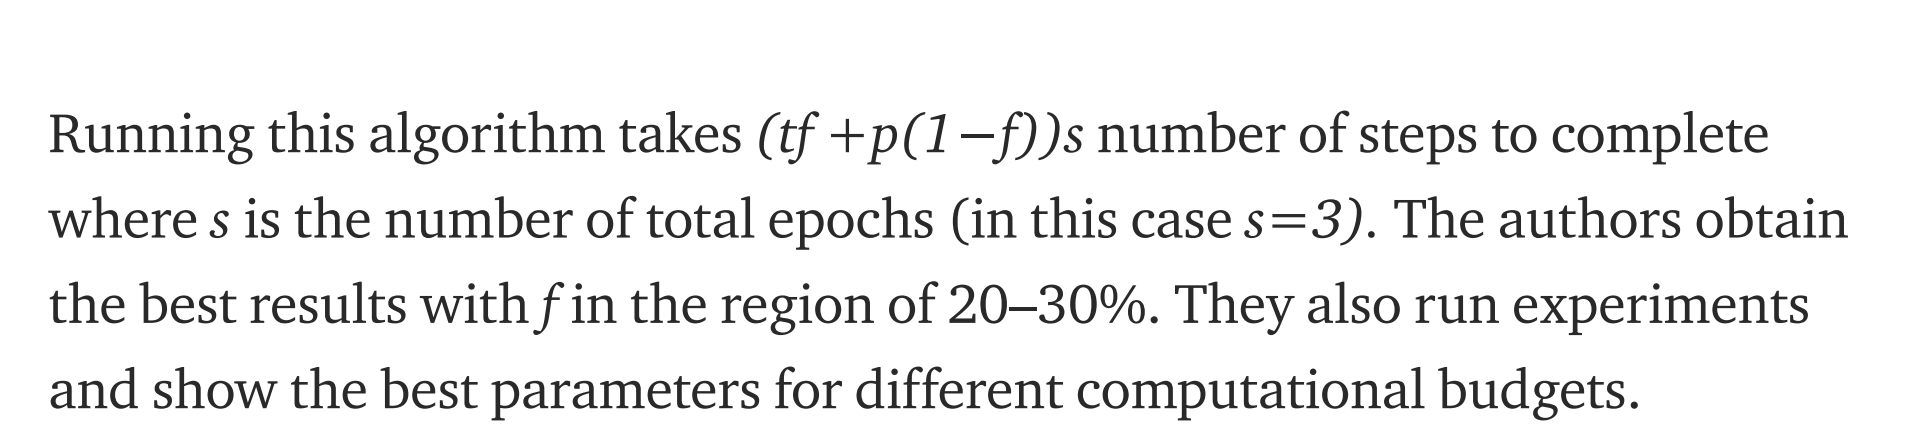 Running this algorithm takes (tf +p(1−f))s number of steps to complete
where s is the number of total epochs (in this case s=3). The authors obtain
the best results with f in the region of 20–30%. They also run experiments
and show the best parameters for different computational budgets.